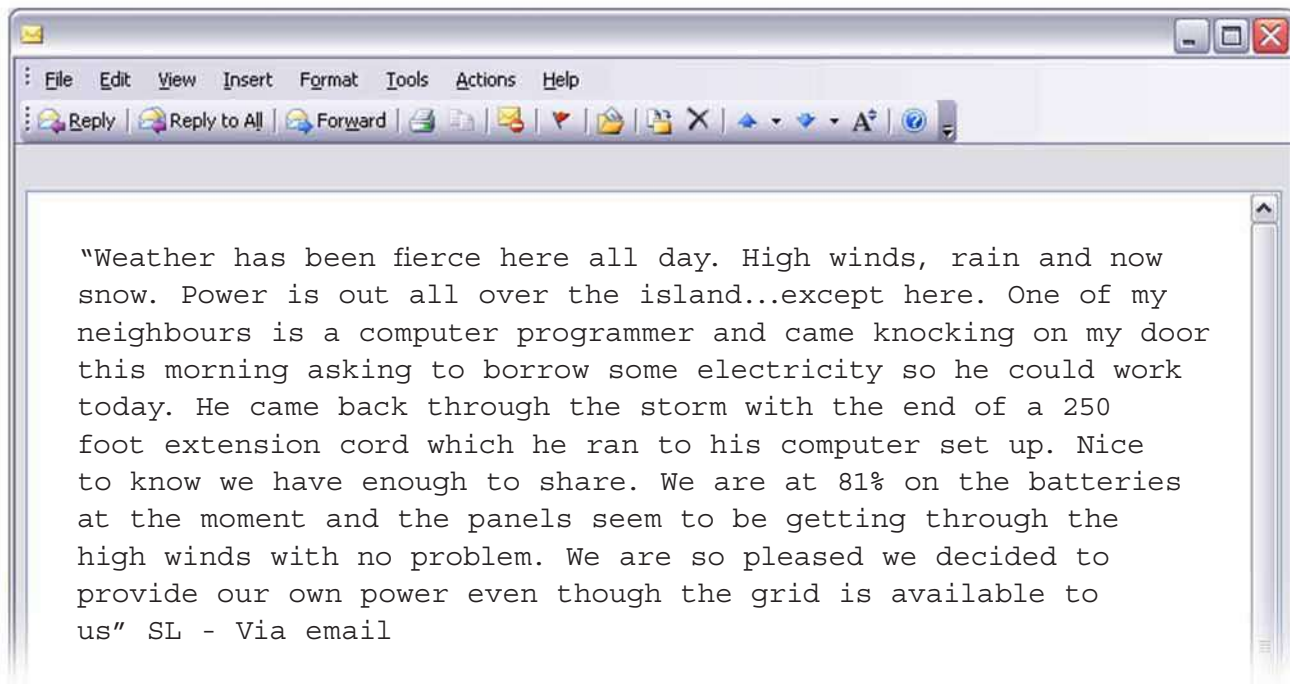 File Edit View Insert Format Tools Actions Help
Reply Reply to All Forward A
“Weather has been fierce here all day. High winds, rain and now
snow. Power is out all over the island...except here. One of my
neighbours is a computer programmer and came knocking on my door
this morning asking to borrow some electricity so he could work
today. He came back through the storm with the end of a 250
foot extension cord which he ran to his computer set up. Nice
to know we have enough to share. We are at 81% on the batteries
at the moment and the panels seem to be getting through the
high winds with no problem. We are so pleased we decided to
provide our own power even though the grid is available to
us” SL - Via email